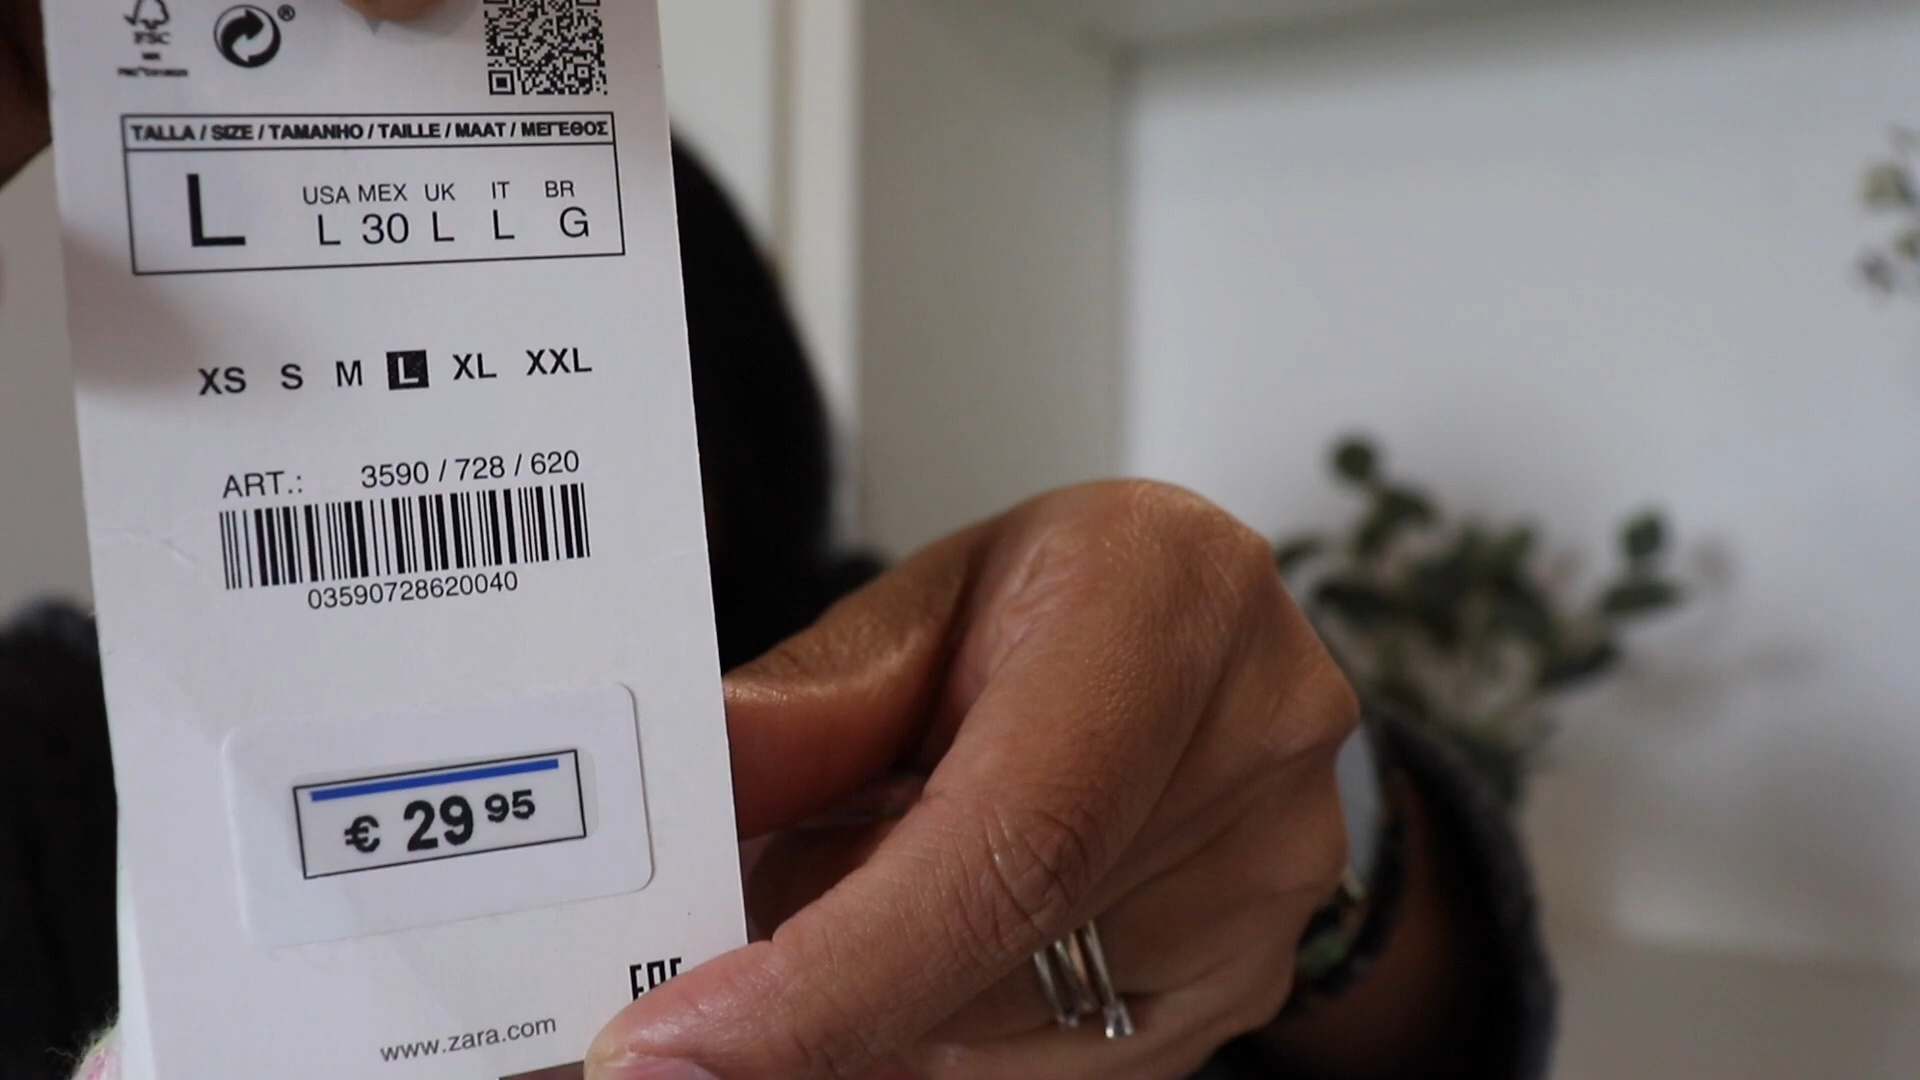 ®
TALLA / SIZE / TAMANHO / TAILLE / MAAT / ΜΕΓΕΘΟΣ
L
USA MEX UK IT BR
L 30 L L G
XS S M L XL XXL
ART.: 3590 / 728 / 620
03590728620040
€ 29 95
www.zara.com